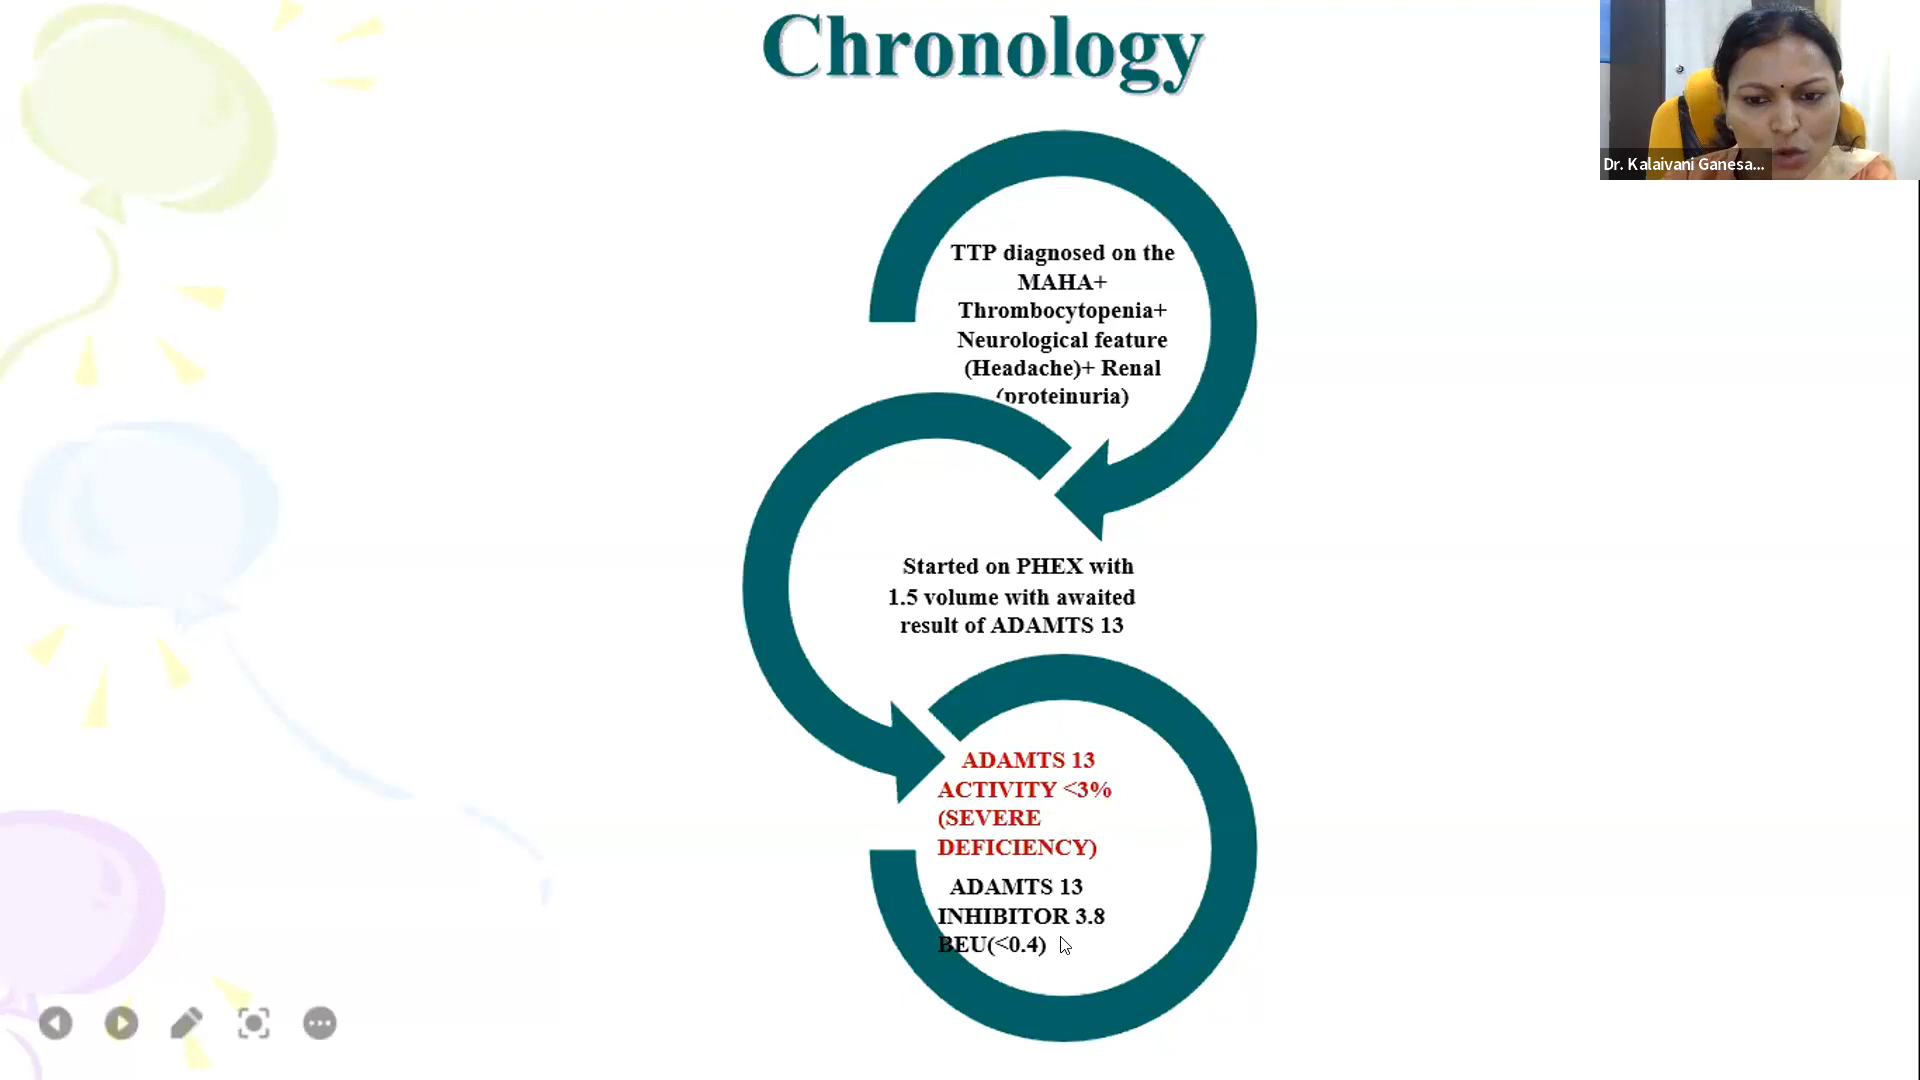 Chronology
Dr. Kalaivani Ganesa...
TTP diagnosed on the
MAHA+
Thrombocytopenia+
Neurological feature
(Headache)+ Renal
(proteinuria)
Started on PHEX with
1.5 volume with awaited
result of ADAMTS 13
ADAMTS 13
ACTIVITY <3%
(SEVERE
DEFICIENCY)
ADAMTS 13
INHIBITOR 3.8
BEU(<0.4)